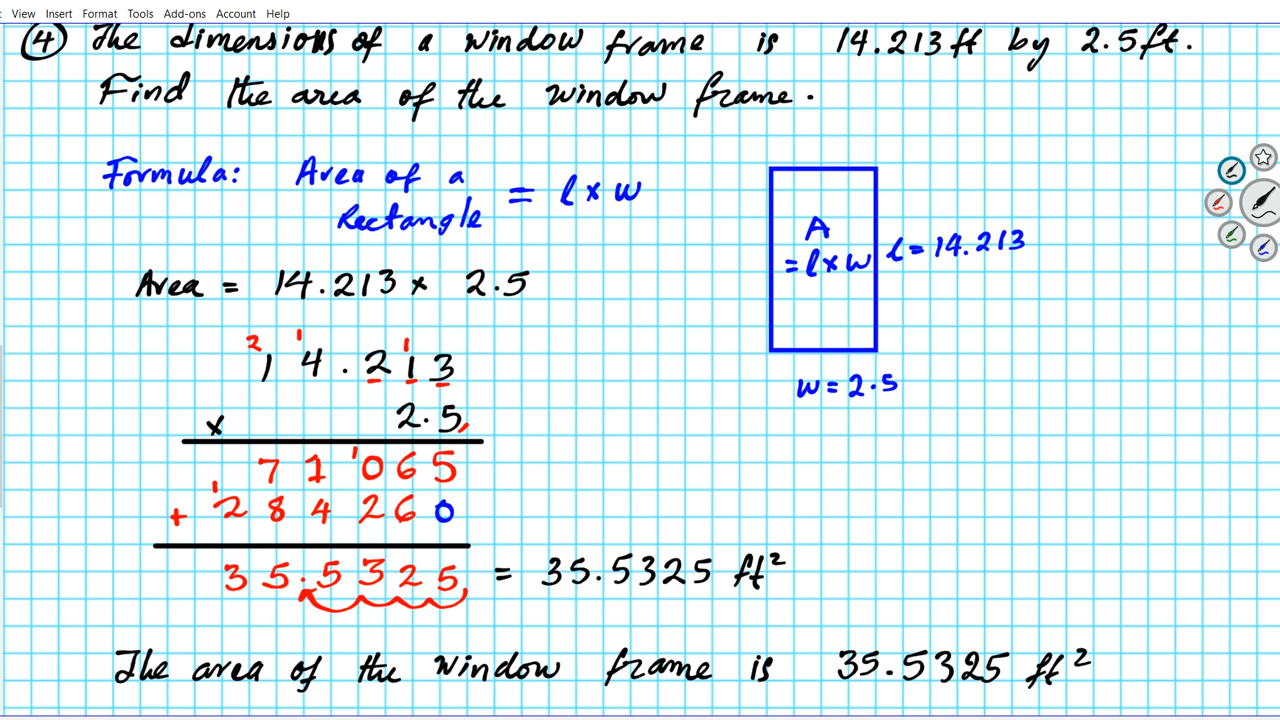 View Insert Format Tools Add-ons Account Help
④ The dimensions of a window frame is 14.213 ft by 2.5 ft.
Find the area of the window frame.
Formula: Area of a Rectangle = l × w
A
= l × w
l = 14.213
w = 2.5
Area = 14.213 × 2.5
2 1 1
14.213
× 2.5
1
71065
1
+ 284260
35.5325 = 35.5325 ft²
The area of the window frame is 35.5325 ft²